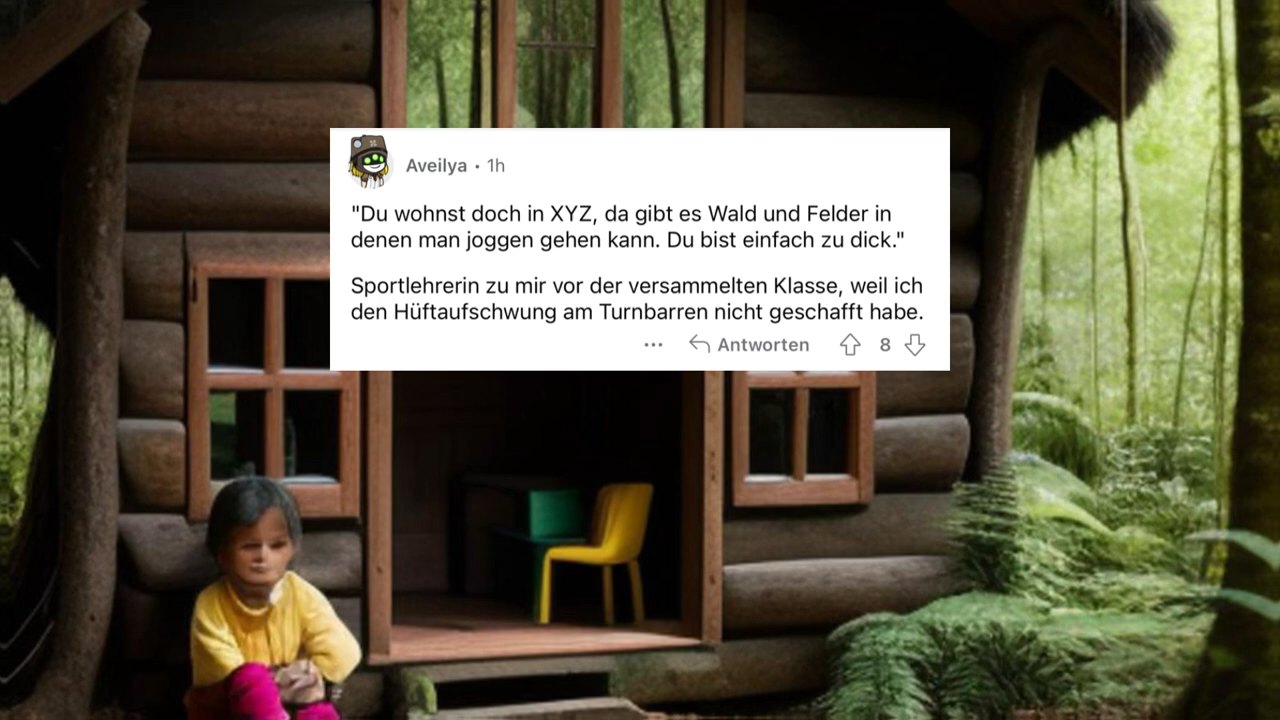 Aveilya • 1h
"Du wohnst doch in XYZ, da gibt es Wald und Felder in
denen man joggen gehen kann. Du bist einfach zu dick."
Sportlehrerin zu mir vor der versammelten Klasse, weil ich
den Hüftaufschwung am Turnbarren nicht geschafft habe.
... Antworten 8